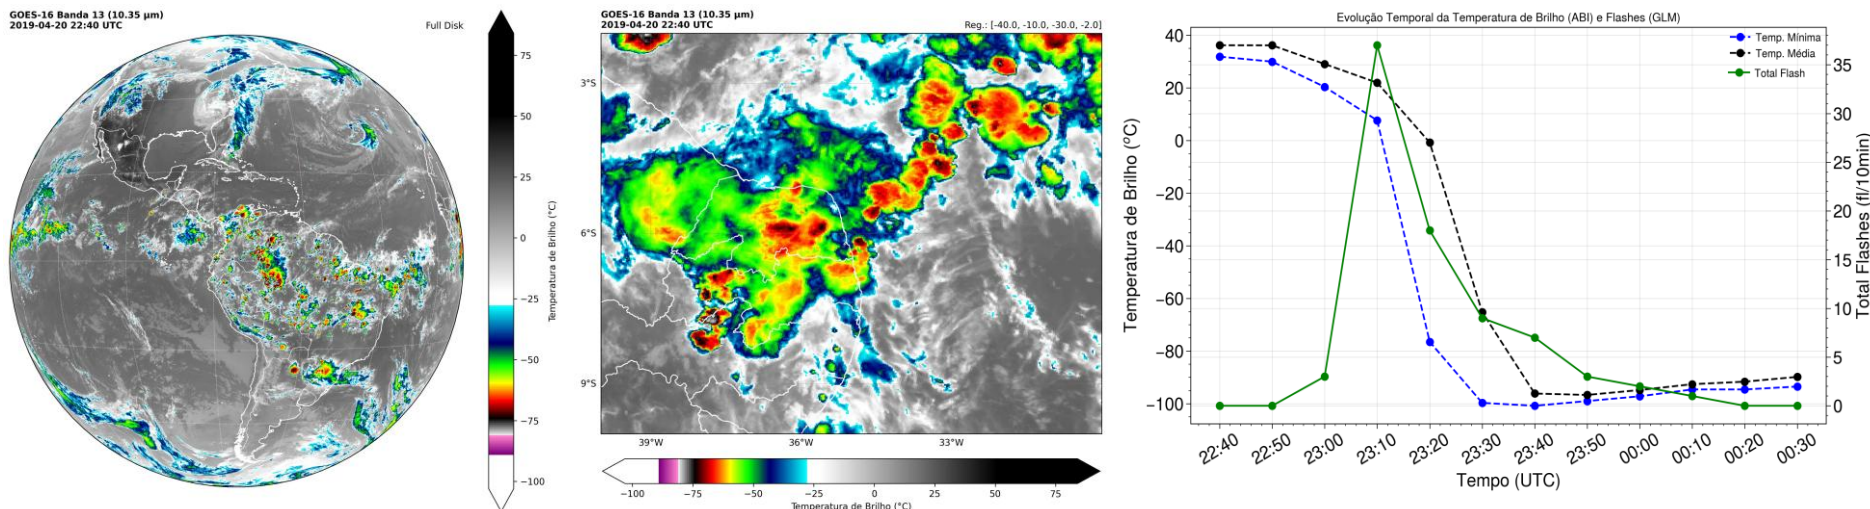 GOES-16 Banda 13 (10.35 µm)
2019-04-20 22:40 UTC
Full Disk
75
50
25
0
−25
−50
−75
−100
Temperatura de Brilho (°C)
GOES-16 Banda 13 (10.35 µm)
2019-04-20 22:40 UTC
Reg.: [-40.0, -10.0, -30.0, -2.0]
3°S
6°S
9°S
39°W
36°W
33°W
−100
−75
−50
−25
0
25
50
75
Temperatura de Brilho (°C)
Evolução Temporal da Temperatura de Brilho (ABI) e Flashes (GLM)
Temp. Mínima
Temp. Média
Total Flash
40
20
0
−20
−40
−60
−80
−100
Temperatura de Brilho (°C)
35
30
25
20
15
10
5
0
Total Flashes (fl/10min)
22:40
22:50
23:00
23:10
23:20
23:30
23:40
23:50
00:00
00:10
00:20
00:30
Tempo (UTC)